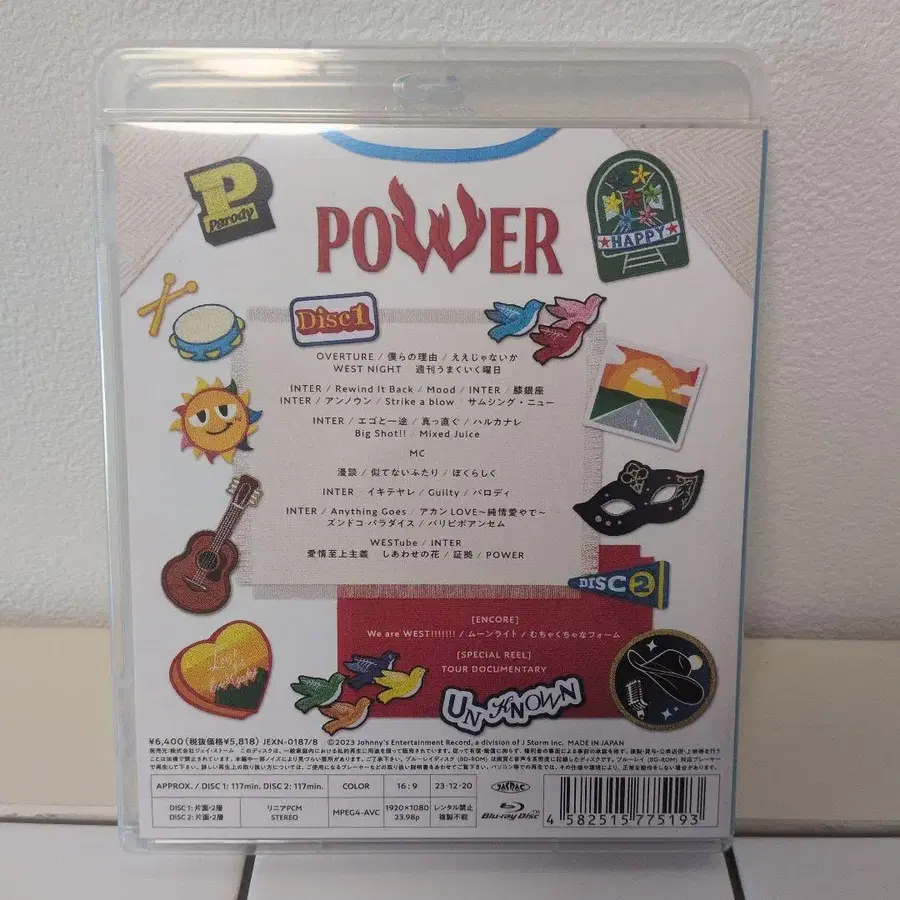 P
Parody
POWER
★HAPPY★
Disc1
OVERTURE / 僕らの理由 / ええじゃないか
WEST NIGHT 週刊うまくいく曜日
INTER / Rewind It Back / Mood / INTER / 膝銀座
INTER / アンノウン / Strike a blow / サムシング・ニュー
INTER / エゴと一途 / 真っ直ぐ / ハルカナレ
Big Shot!! / Mixed Juice
MC
漫談 / 似てないふたり / ぼくらしく
INTER イキテヤレ / Guilty / パロディ
INTER / Anything Goes / アカンLOVE～純情愛やで～
ズンドコ パラダイス / パリピポアンセム
WESTube / INTER
愛情至上主義 しあわせの花 / 証拠 / POWER
DISC 2
[ENCORE]
We are WEST!!!!!!! / ムーンライト / むちゃくちゃなフォーム
[SPECIAL REEL]
TOUR DOCUMENTARY
UNKNOWN
¥6,400(税抜価格¥5,818) JEXN-0187/8 ©2023 Johnny's Entertainment Record, a division of J Storm Inc. MADE IN JAPAN
APPROX. / DISC 1: 117min. DISC 2: 117min. COLOR 16:9 23·12·20 JASRAC
DISC 1: 片面・2層 リニアPCM MPEG4-AVC 1920×1080 レンタル禁止
DISC 2: 片面・2層 STEREO 23.98p 複製不能
Blu-ray Disc™
4 582515 775193